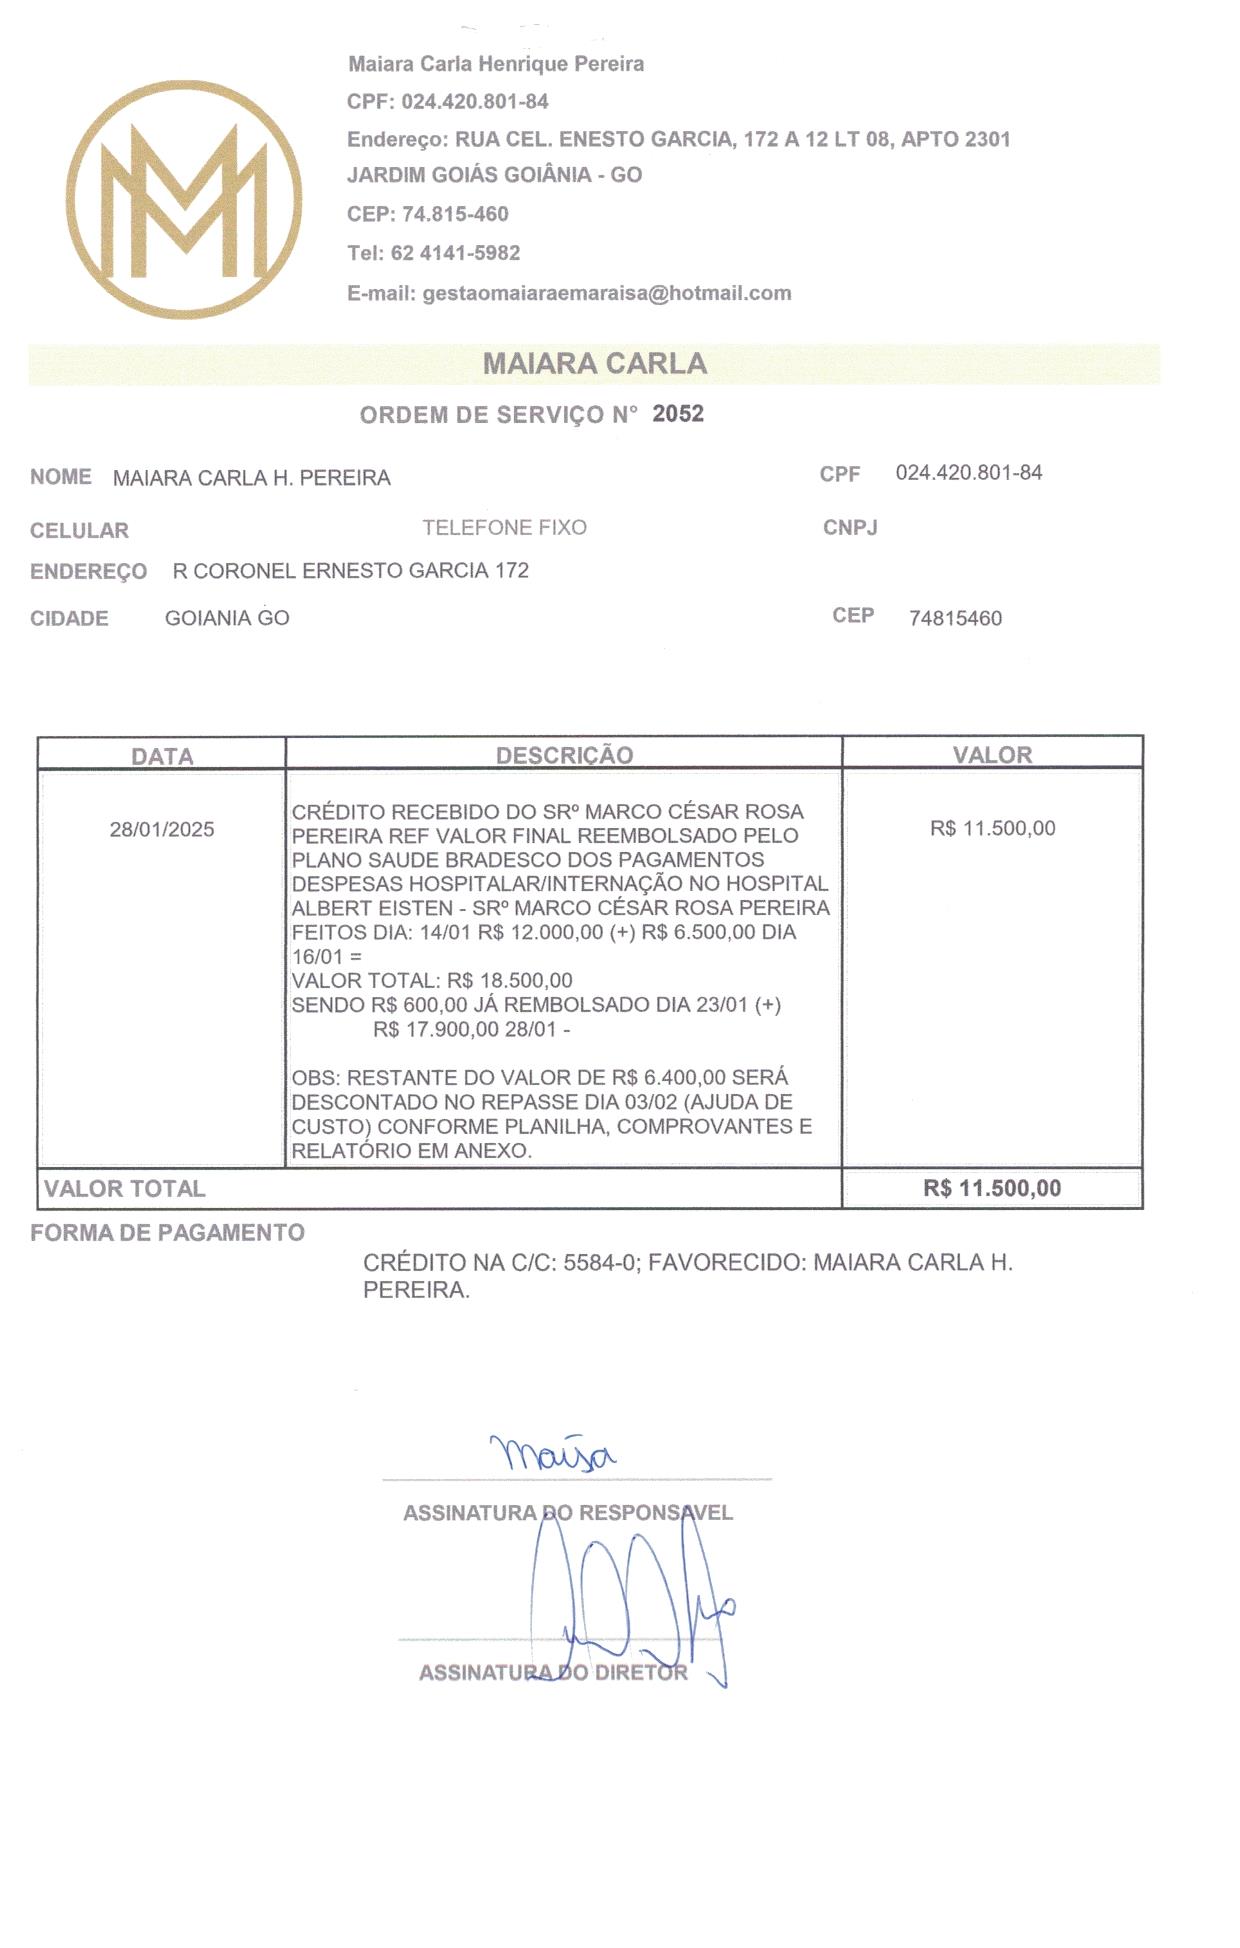 Maiara Carla Henrique Pereira
CPF: 024.420.801-84
Endereço: RUA CEL. ENESTO GARCIA, 172 A 12 LT 08, APTO 2301
JARDIM GOIÁS GOIÂNIA - GO
CEP: 74.815-460
Tel: 62 4141-5982
E-mail: gestaomaiaraemaraisa@hotmail.com
MAIARA CARLA
ORDEM DE SERVIÇO N° 2052
NOME MAIARA CARLA H. PEREIRA CPF 024.420.801-84
CELULAR TELEFONE FIXO CNPJ
ENDEREÇO R CORONEL ERNESTO GARCIA 172
CIDADE GOIANIA GO CEP 74815460
DATA DESCRIÇÃO VALOR
28/01/2025 R$ 11.500,00
CRÉDITO RECEBIDO DO SRº MARCO CÉSAR ROSA
PEREIRA REF VALOR FINAL REEMBOLSADO PELO
PLANO SAUDE BRADESCO DOS PAGAMENTOS
DESPESAS HOSPITALAR/INTERNAÇÃO NO HOSPITAL
ALBERT EISTEN - SRº MARCO CÉSAR ROSA PEREIRA
FEITOS DIA: 14/01 R$ 12.000,00 (+) R$ 6.500,00 DIA
16/01 =
VALOR TOTAL: R$ 18.500,00
SENDO R$ 600,00 JÁ REMBOLSADO DIA 23/01 (+)
R$ 17.900,00 28/01 -
OBS: RESTANTE DO VALOR DE R$ 6.400,00 SERÁ
DESCONTADO NO REPASSE DIA 03/02 (AJUDA DE
CUSTO) CONFORME PLANILHA, COMPROVANTES E
RELATÓRIO EM ANEXO.
VALOR TOTAL R$ 11.500,00
FORMA DE PAGAMENTO
CRÉDITO NA C/C: 5584-0; FAVORECIDO: MAIARA CARLA H.
PEREIRA.
Maísa
ASSINATURA DO RESPONSAVEL
ASSINATURA DO DIRETOR